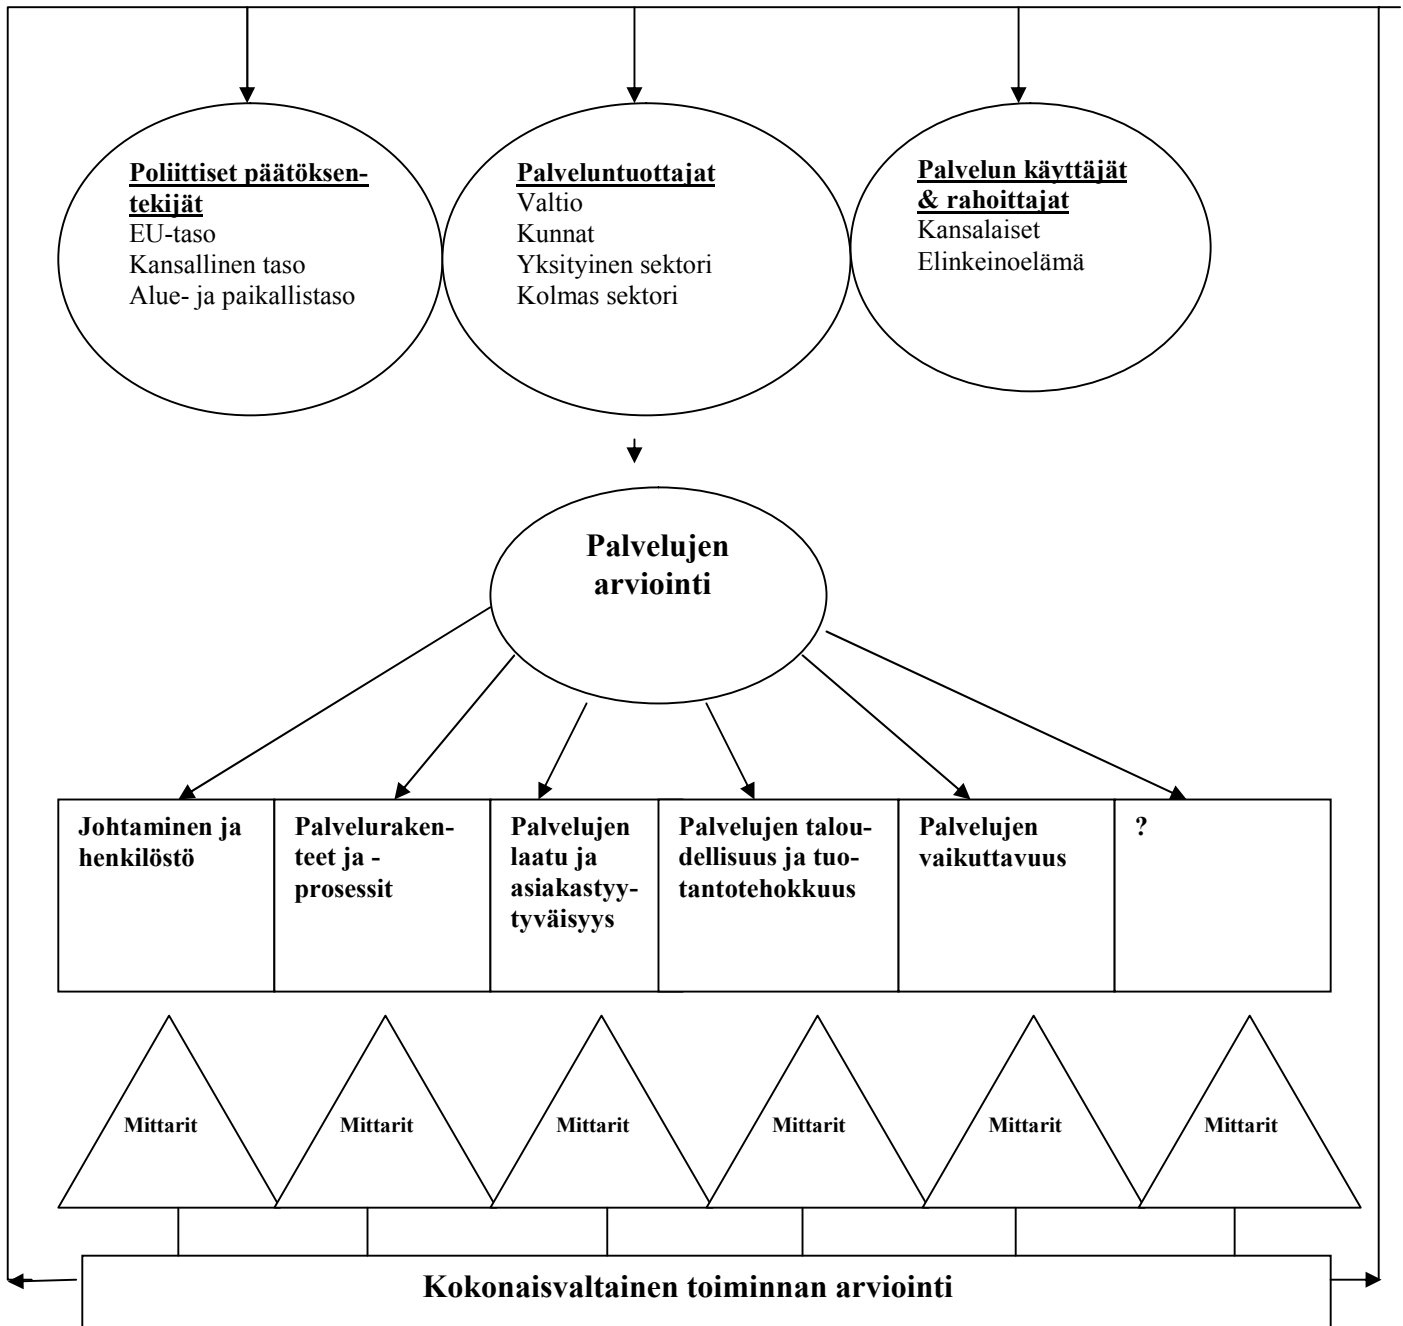 Poliittiset päätöksen-
tekijät
EU-taso
Kansallinen taso
Alue- ja paikallistaso
Palveluntuottajat
Valtio
Kunnat
Yksityinen sektori
Kolmas sektori
Palvelun käyttäjät
& rahoittajat
Kansalaiset
Elinkeinoelämä
Palvelujen
arviointi
Johtaminen ja
henkilöstö
Palveluraken-
teet ja -
prosessit
Palvelujen
laatu ja
asiakastyy-
tyväisyys
Palvelujen talou-
dellisuus ja tuo-
tantotehokkuus
Palvelujen
vaikuttavuus
?
Mittarit
Mittarit
Mittarit
Mittarit
Mittarit
Mittarit
Kokonaisvaltainen toiminnan arviointi